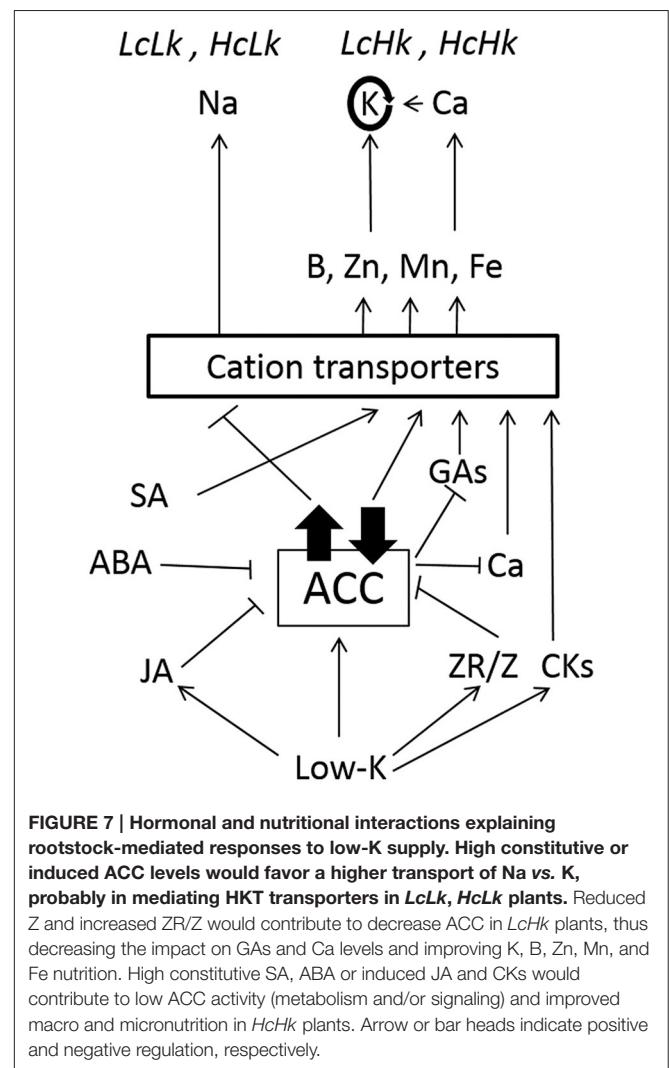 LcLk , HcLk LcHk , HcHk
Na K Ca
B, Zn, Mn, Fe
Cation transporters
GAs
SA
ABA ACC Ca
JA ZR/Z CKs
Low-K
FIGURE 7 | Hormonal and nutritional interactions explaining
rootstock-mediated responses to low-K supply. High constitutive or
induced ACC levels would favor a higher transport of Na vs. K,
probably in mediating HKT transporters in LcLk, HcLk plants. Reduced
Z and increased ZR/Z would contribute to decrease ACC in LcHk plants, thus
decreasing the impact on GAs and Ca levels and improving K, B, Zn, Mn, and
Fe nutrition. High constitutive SA, ABA or induced JA and CKs would
contribute to low ACC activity (metabolism and/or signaling) and improved
macro and micronutrition in HcHk plants. Arrow or bar heads indicate positive
and negative regulation, respectively.